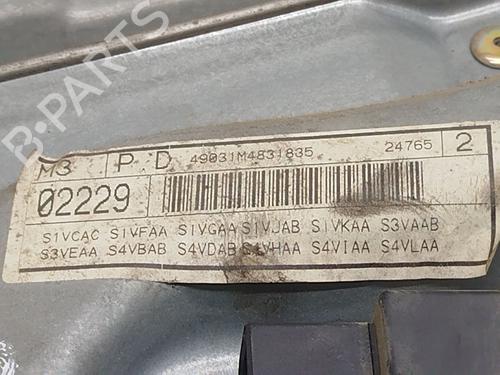 B-PARTS
M3 P D 49031M4831835 24765 2
02229
S1VCAC S1VFAA S1VGAA S1VJAB S1VKAA S3VAAB
S3VEAA S4VBAB S4VDAB S4VHAA S4VIAA S4VLAA